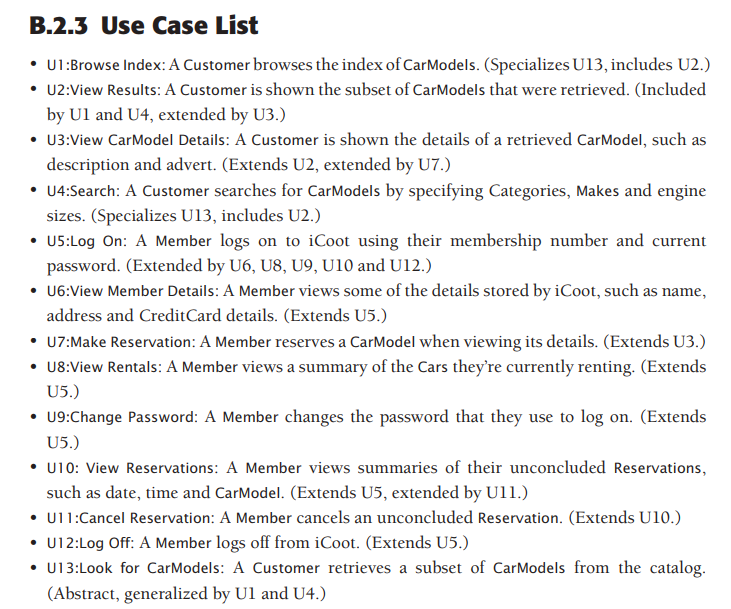 B.2.3 Use Case List
• U1:Browse Index: A Customer browses the index of CarModels. (Specializes U13, includes U2.)
• U2:View Results: A Customer is shown the subset of CarModels that were retrieved. (Included
by U1 and U4, extended by U3.)
• U3:View CarModel Details: A Customer is shown the details of a retrieved CarModel, such as
description and advert. (Extends U2, extended by U7.)
• U4:Search: A Customer searches for CarModels by specifying Categories, Makes and engine
sizes. (Specializes U13, includes U2.)
• U5:Log On: A Member logs on to iCoot using their membership number and current
password. (Extended by U6, U8, U9, U10 and U12.)
• U6:View Member Details: A Member views some of the details stored by iCoot, such as name,
address and CreditCard details. (Extends U5.)
• U7:Make Reservation: A Member reserves a CarModel when viewing its details. (Extends U3.)
• U8:View Rentals: A Member views a summary of the Cars they're currently renting. (Extends
U5.)
• U9:Change Password: A Member changes the password that they use to log on. (Extends
U5.)
• U10: View Reservations: A Member views summaries of their unconcluded Reservations,
such as date, time and CarModel. (Extends U5, extended by U11.)
• U11:Cancel Reservation: A Member cancels an unconcluded Reservation. (Extends U10.)
• U12:Log Off: A Member logs off from iCoot. (Extends U5.)
• U13:Look for CarModels: A Customer retrieves a subset of CarModels from the catalog.
(Abstract, generalized by U1 and U4.)